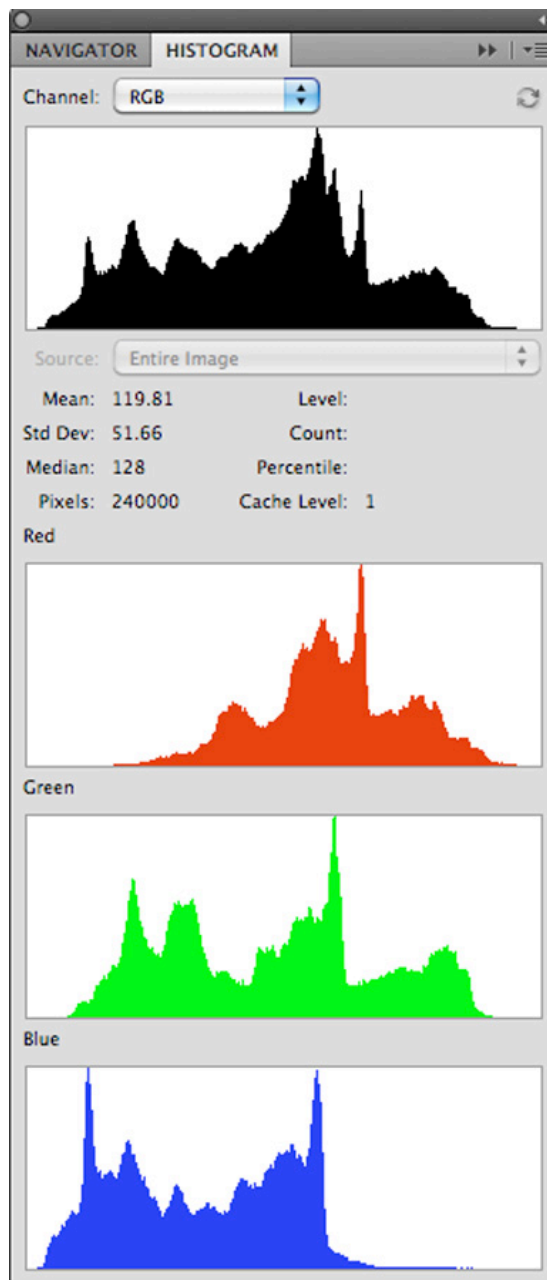 NAVIGATOR HISTOGRAM
Channel: RGB
Source: Entire Image
Mean: 119.81 Level:
Std Dev: 51.66 Count:
Median: 128 Percentile:
Pixels: 240000 Cache Level: 1
Red
Green
Blue